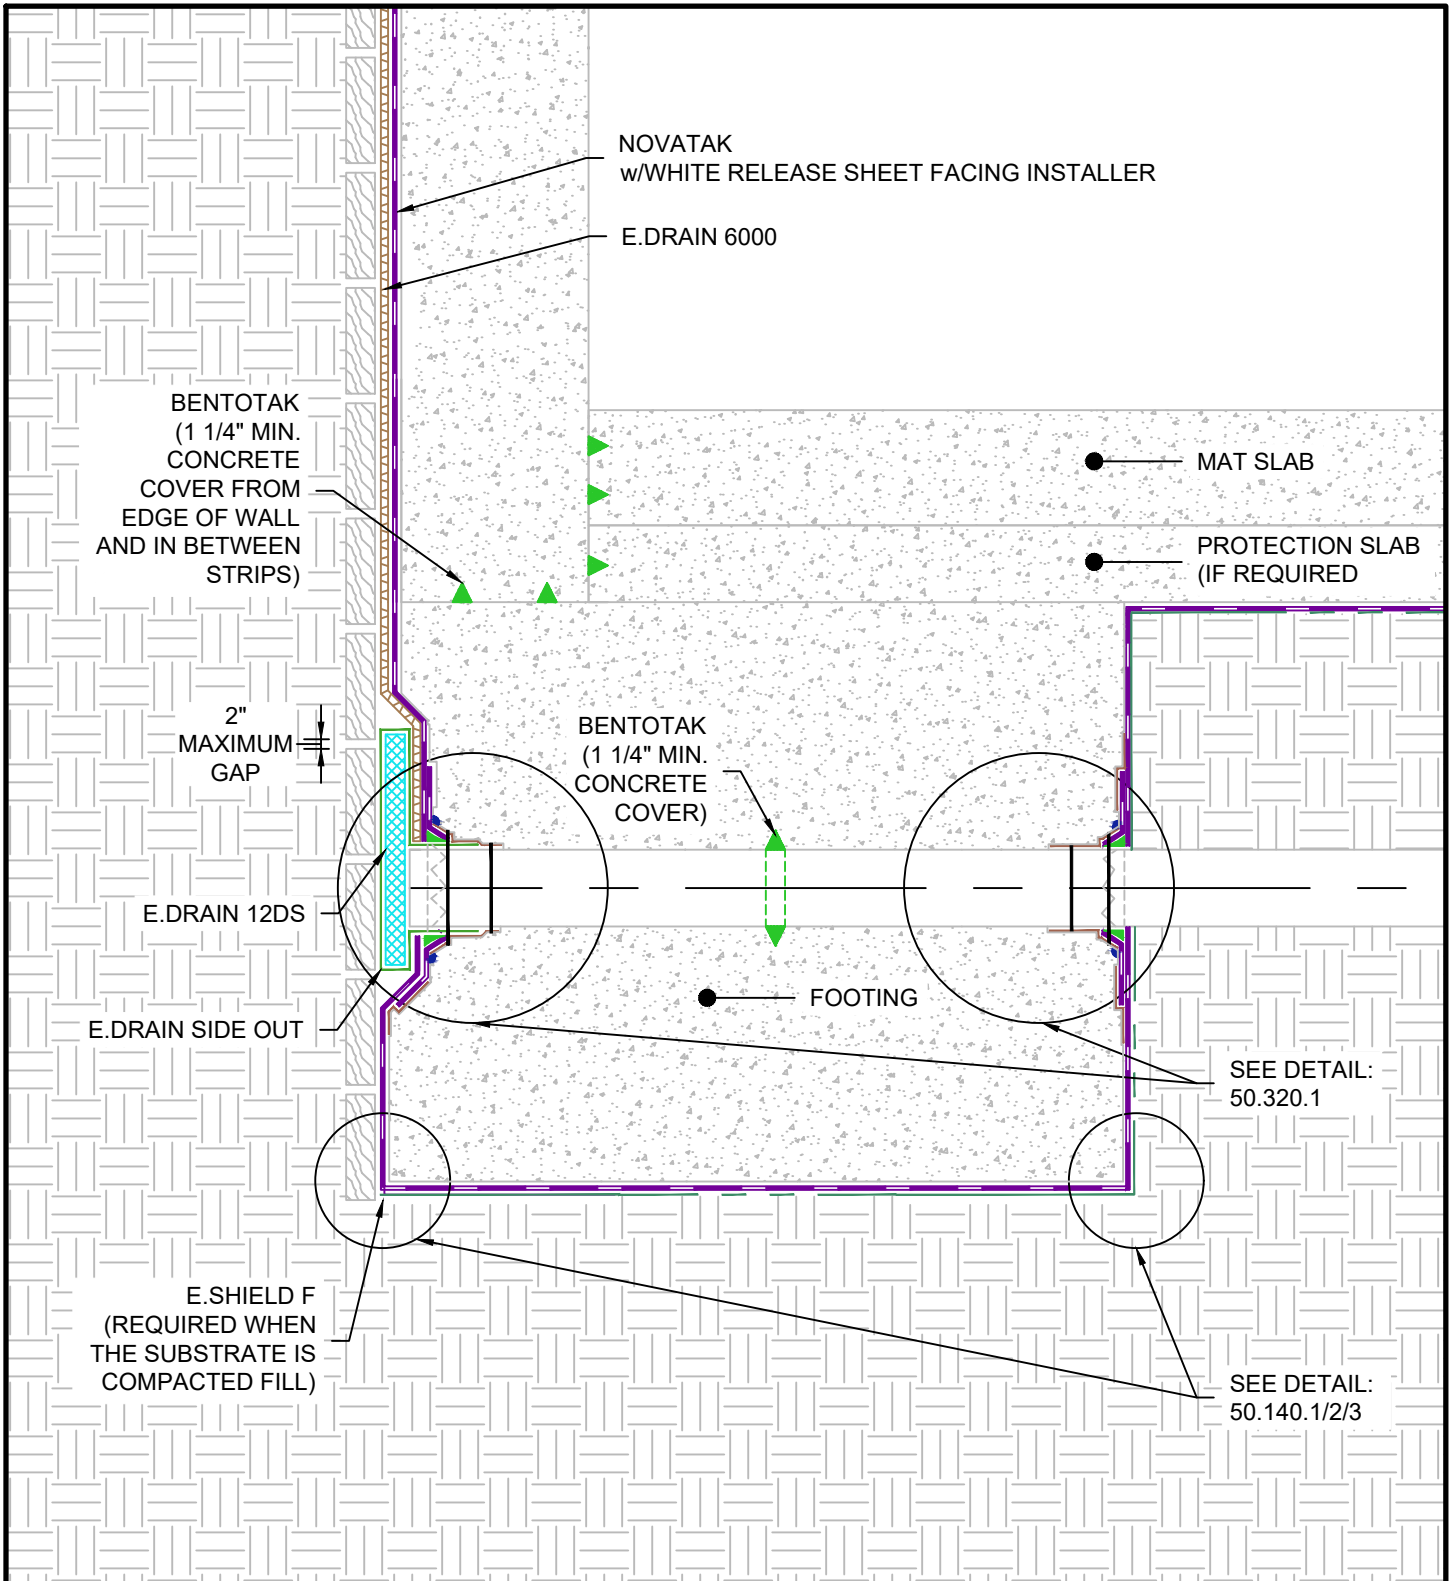 NOVATAK
w/WHITE RELEASE SHEET FACING INSTALLER
E.DRAIN 6000
BENTOTAK
(1 1/4" MIN.
CONCRETE
COVER FROM
EDGE OF WALL
AND IN BETWEEN
STRIPS)
MAT SLAB
PROTECTION SLAB
(IF REQUIRED
2"
MAXIMUM
GAP
BENTOTAK
(1 1/4" MIN.
CONCRETE
COVER)
E.DRAIN 12DS
FOOTING
E.DRAIN SIDE OUT
SEE DETAIL:
50.320.1
E.SHIELD F
(REQUIRED WHEN
THE SUBSTRATE IS
COMPACTED FILL)
SEE DETAIL:
50.140.1/2/3